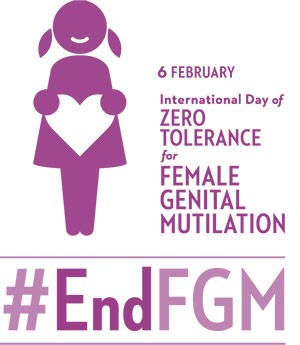 6 FEBRUARY
International Day of
ZERO
TOLERANCE
for
FEMALE
GENITAL
MUTILATION
#EndFGM